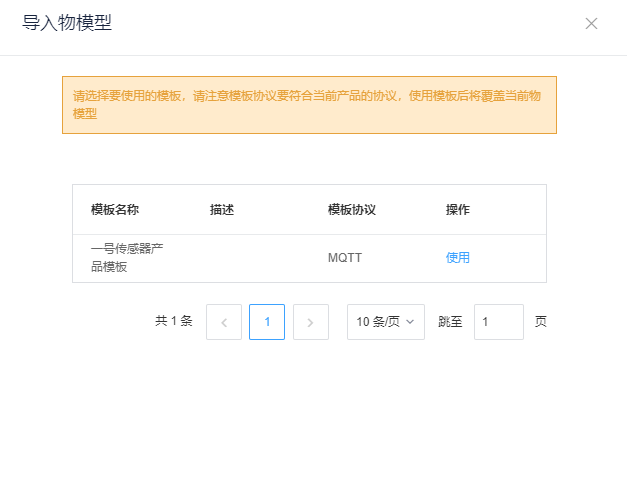 导入物模型
请选择要使用的模板，请注意模板协议要符合当前产品的协议，使用模板后将覆盖当前物
模型
模板名称 描述 模板协议 操作
一号传感器产
品模板 MQTT 使用
共 1 条 1 10 条/页 跳至 1 页